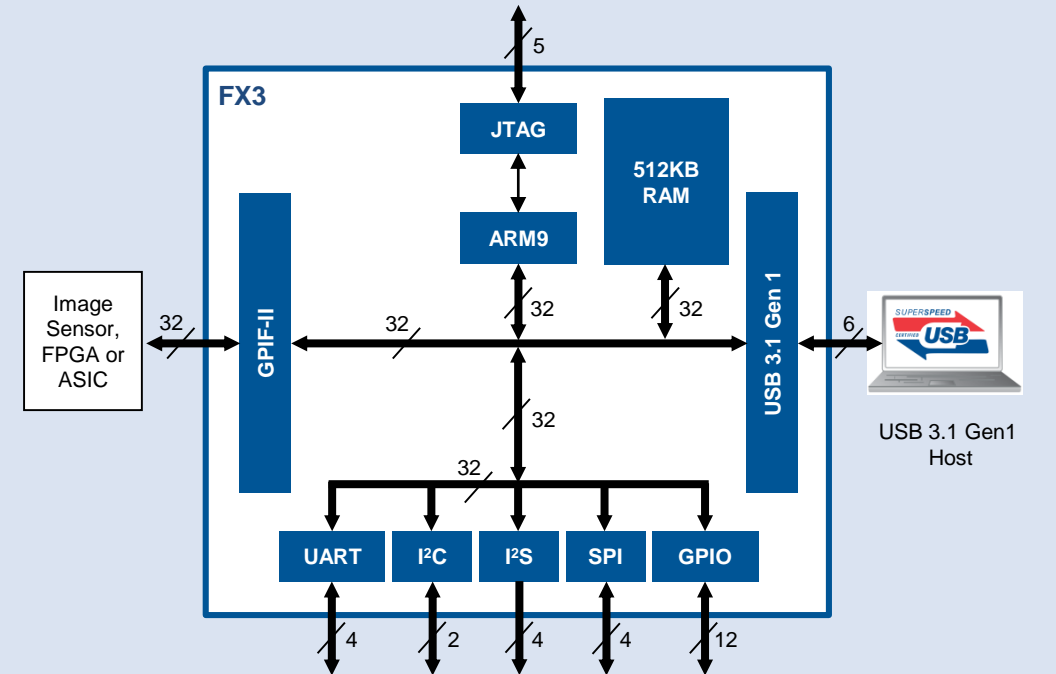 5
FX3
JTAG
512KB
RAM
ARM9
Image
Sensor,
FPGA or
ASIC
32
GPIF-II
32
32
32
USB 3.1 Gen 1
6
SUPERSPEED
CERTIFIED USB
USB 3.1 Gen1
Host
32
32
UART
I²C
I²S
SPI
GPIO
4
2
4
4
12